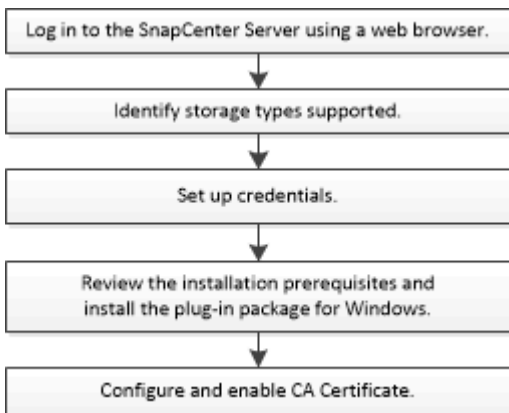 Log in to the SnapCenter Server using a web browser.
Identify storage types supported.
Set up credentials.
Review the installation prerequisites and
install the plug-in package for Windows.
Configure and enable CA Certificate.